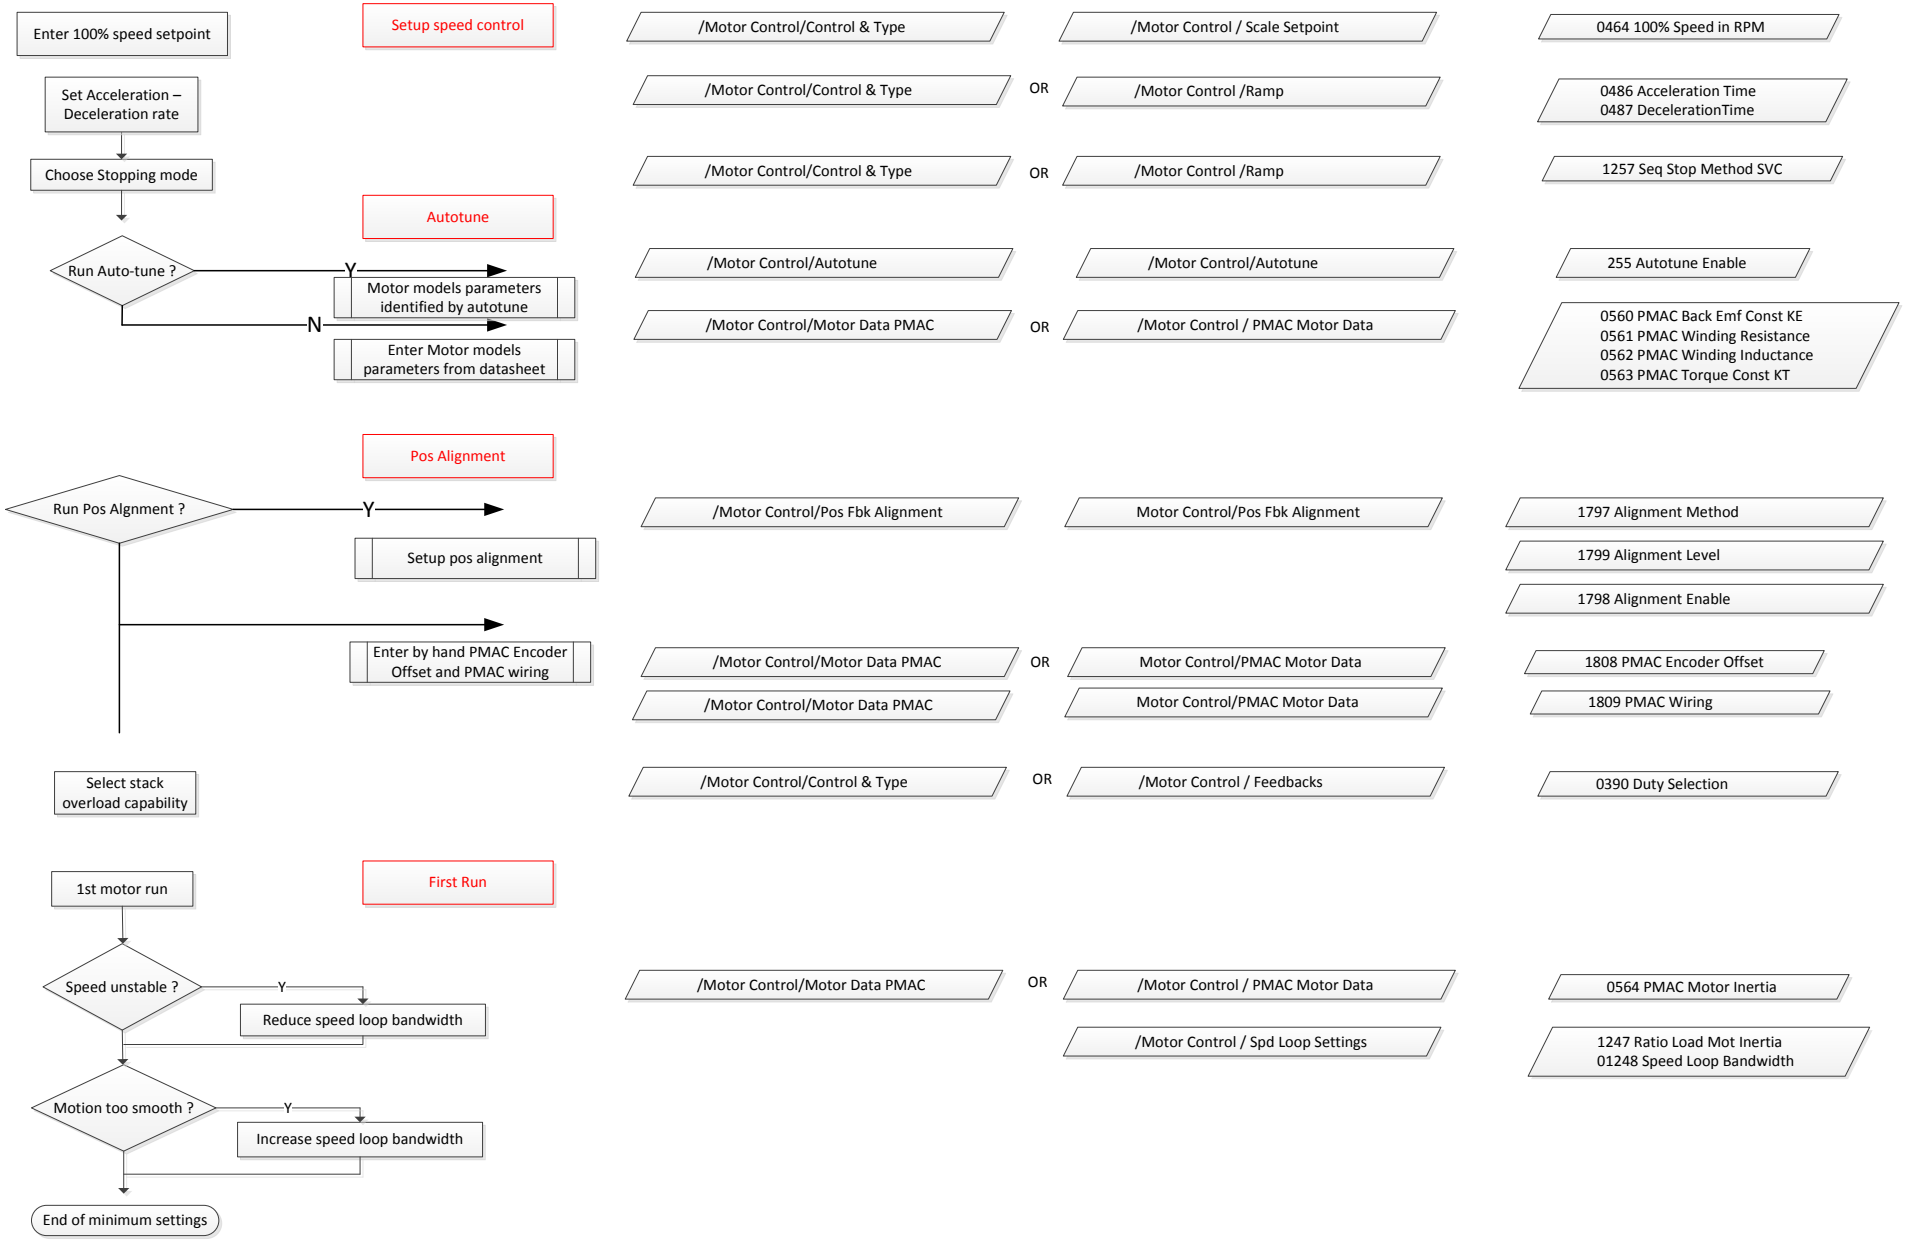 Enter 100% speed setpoint
Setup speed control
/Motor Control/Control & Type
/Motor Control / Scale Setpoint
0464 100% Speed in RPM
Set Acceleration –
Deceleration rate
/Motor Control/Control & Type
OR
/Motor Control /Ramp
0486 Acceleration Time
0487 DecelerationTime
Choose Stopping mode
/Motor Control/Control & Type
OR
/Motor Control /Ramp
1257 Seq Stop Method SVC
Autotune
Run Auto-tune ?
Y
Motor models parameters
identified by autotune
/Motor Control/Autotune
/Motor Control/Autotune
255 Autotune Enable
N
Enter Motor models
parameters from datasheet
/Motor Control/Motor Data PMAC
OR
/Motor Control / PMAC Motor Data
0560 PMAC Back Emf Const KE
0561 PMAC Winding Resistance
0562 PMAC Winding Inductance
0563 PMAC Torque Const KT
Pos Alignment
Run Pos Algnment ?
Y
Setup pos alignment
/Motor Control/Pos Fbk Alignment
Motor Control/Pos Fbk Alignment
1797 Alignment Method
1799 Alignment Level
1798 Alignment Enable
Enter by hand PMAC Encoder
Offset and PMAC wiring
/Motor Control/Motor Data PMAC
OR
Motor Control/PMAC Motor Data
1808 PMAC Encoder Offset
/Motor Control/Motor Data PMAC
Motor Control/PMAC Motor Data
1809 PMAC Wiring
Select stack
overload capability
/Motor Control/Control & Type
OR
/Motor Control / Feedbacks
0390 Duty Selection
1st motor run
First Run
Speed unstable ?
Y
Reduce speed loop bandwidth
/Motor Control/Motor Data PMAC
OR
/Motor Control / PMAC Motor Data
0564 PMAC Motor Inertia
/Motor Control / Spd Loop Settings
1247 Ratio Load Mot Inertia
01248 Speed Loop Bandwidth
Motion too smooth ?
Y
Increase speed loop bandwidth
End of minimum settings